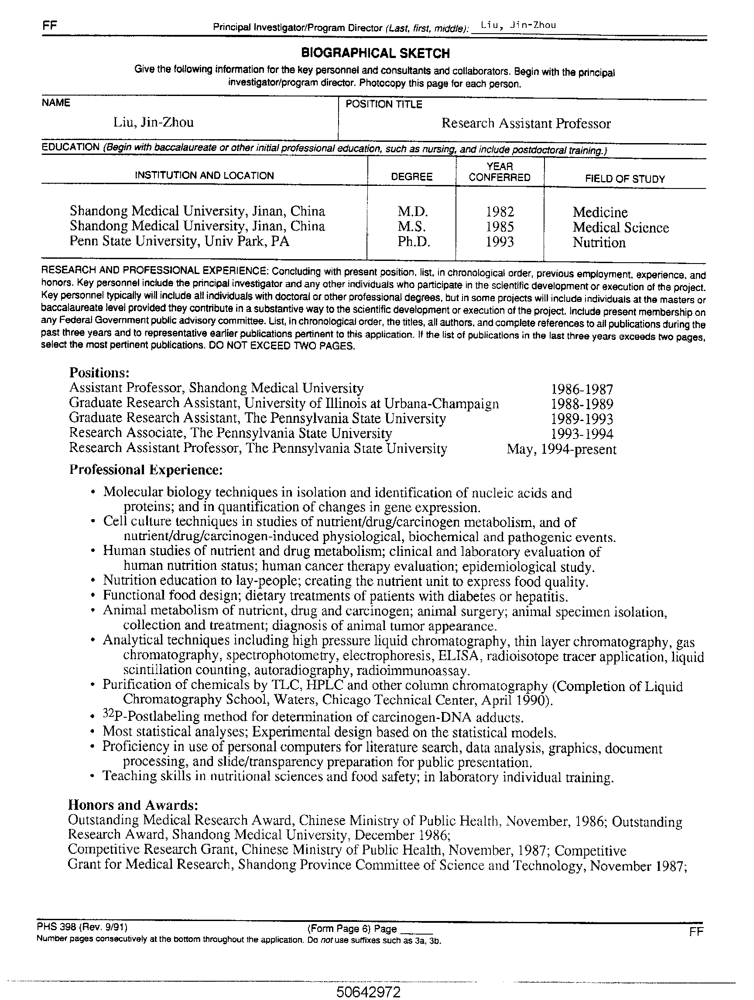 FF Principal Investigator/Program Director (Last, first, middle): Liu, Jin-Zhou
BIOGRAPHICAL SKETCH
Give the following information for the key personnel and consultants and collaborators. Begin with the principal
investigator/program director. Photocopy this page for each person.
NAME POSITION TITLE
Liu, Jin-Zhou Research Assistant Professor
EDUCATION (Begin with baccalaureate or other initial professional education, such as nursing, and include postdoctoral training.)
INSTITUTION AND LOCATION DEGREE YEAR CONFERRED FIELD OF STUDY
Shandong Medical University, Jinan, China M.D. 1982 Medicine
Shandong Medical University, Jinan, China M.S. 1985 Medical Science
Penn State University, Univ Park, PA Ph.D. 1993 Nutrition
RESEARCH AND PROFESSIONAL EXPERIENCE: Concluding with present position, list, in chronological order, previous employment, experience, and
honors. Key personnel include the principal investigator and any other individuals who participate in the scientific development or execution of the project.
Key personnel typically will include all individuals with doctoral or other professional degrees, but in some projects will include individuals at the masters or
baccalaureate level provided they contribute in a substantive way to the scientific development or execution of the project. Include present membership on
any Federal Government public advisory committee. List, in chronological order, the titles, all authors, and complete references to all publications during the
past three years and to representative earlier publications pertinent to this application. If the list of publications in the last three years exceeds two pages,
select the most pertinent publications. DO NOT EXCEED TWO PAGES.
Positions:
Assistant Professor, Shandong Medical University 1986-1987
Graduate Research Assistant, University of Illinois at Urbana-Champaign 1988-1989
Graduate Research Assistant, The Pennsylvania State University 1989-1993
Research Associate, The Pennsylvania State University 1993-1994
Research Assistant Professor, The Pennsylvania State University May, 1994-present
Professional Experience:
• Molecular biology techniques in isolation and identification of nucleic acids and
proteins; and in quantification of changes in gene expression.
• Cell culture techniques in studies of nutrient/drug/carcinogen metabolism, and of
nutrient/drug/carcinogen-induced physiological, biochemical and pathogenic events.
• Human studies of nutrient and drug metabolism; clinical and laboratory evaluation of
human nutrition status; human cancer therapy evaluation; epidemiological study.
• Nutrition education to lay-people; creating the nutrient unit to express food quality.
• Functional food design; dietary treatments of patients with diabetes or hepatitis.
• Animal metabolism of nutrient, drug and carcinogen; animal surgery; animal specimen isolation,
collection and treatment; diagnosis of animal tumor appearance.
• Analytical techniques including high pressure liquid chromatography, thin layer chromatography, gas
chromatography, spectrophotometry, electrophoresis, ELISA, radioisotope tracer application, liquid
scintillation counting, autoradiography, radioimmunoassay.
• Purification of chemicals by TLC, HPLC and other column chromatography (Completion of Liquid
Chromatography School, Waters, Chicago Technical Center, April 1990).
• 32P-Postlabeling method for determination of carcinogen-DNA adducts.
• Most statistical analyses; Experimental design based on the statistical models.
• Proficiency in use of personal computers for literature search, data analysis, graphics, document
processing, and slide/transparency preparation for public presentation.
• Teaching skills in nutritional sciences and food safety; in laboratory individual training.
Honors and Awards:
Outstanding Medical Research Award, Chinese Ministry of Public Health, November, 1986; Outstanding
Research Award, Shandong Medical University, December 1986;
Competitive Research Grant, Chinese Ministry of Public Health, November, 1987; Competitive
Grant for Medical Research, Shandong Province Committee of Science and Technology, November 1987;
PHS 398 (Rev. 9/91) (Form Page 6) Page ______ FF
Number pages consecutively at the bottom throughout the application. Do not use suffixes such as 3a, 3b.
50642972